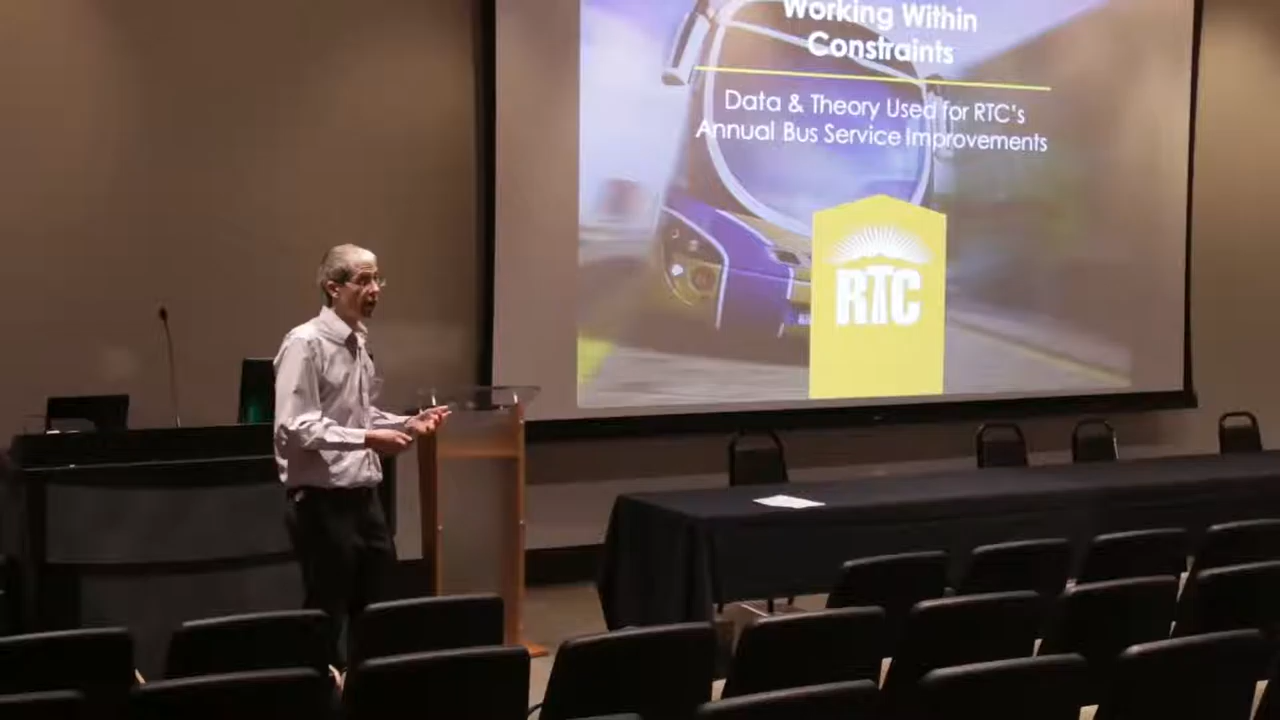 Working Within
Constraints
Data & Theory Used for RTC's
Annual Bus Service Improvements
RTC